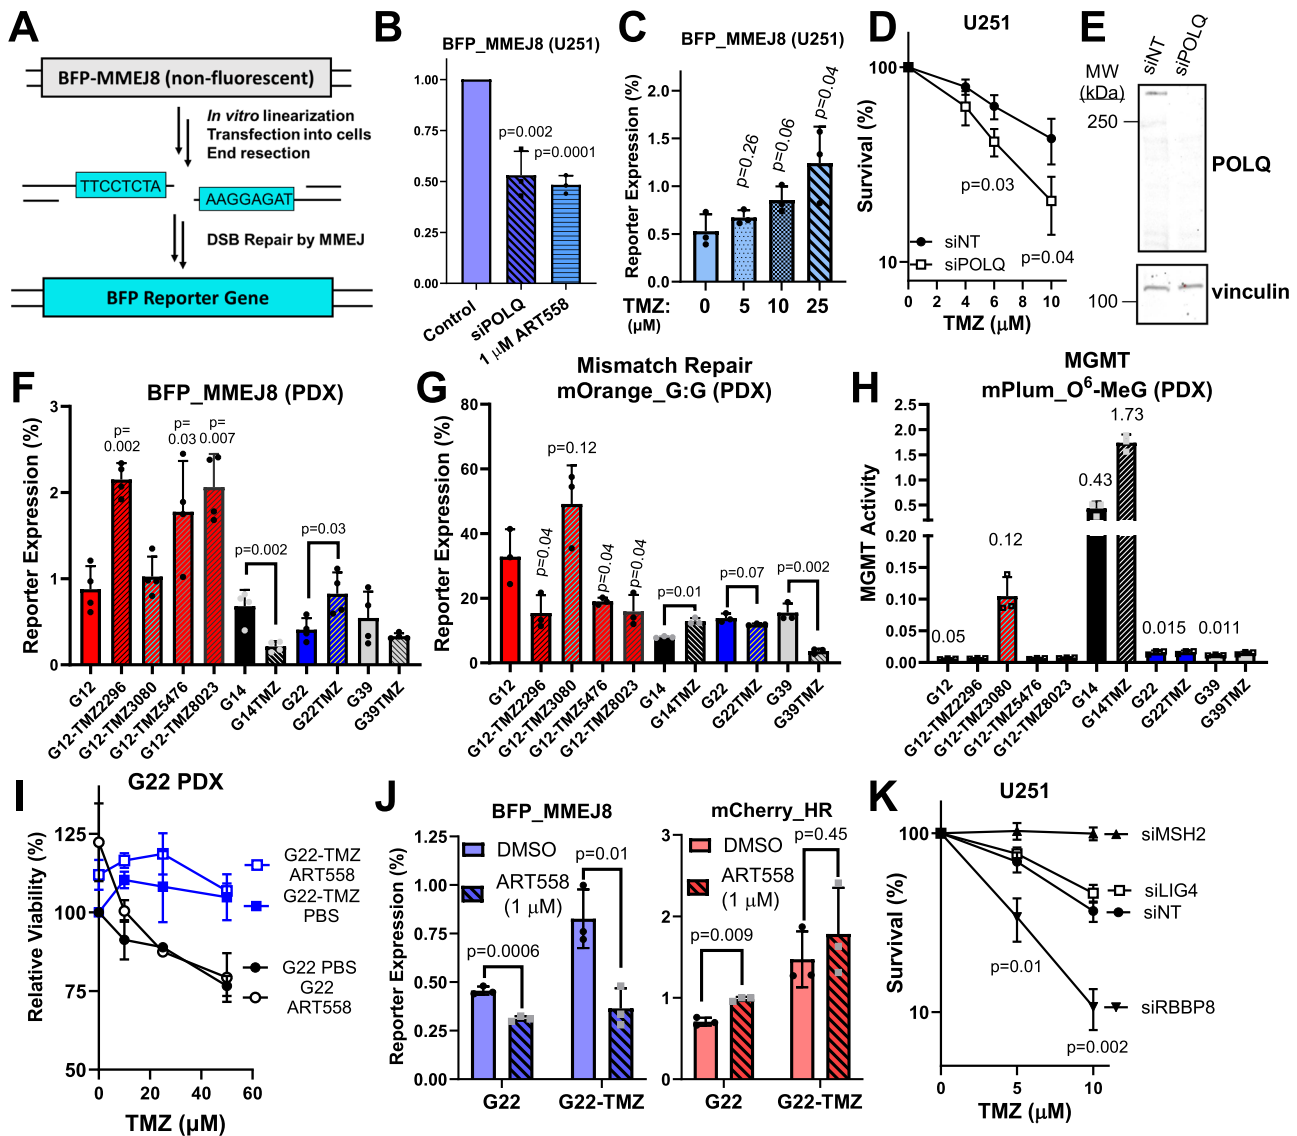 A
BFP-MMEJ8 (non-fluorescent)
In vitro linearization
Transfection into cells
End resection
TTCCTCTA
AAGGAGAT
DSB Repair by MMEJ
BFP Reporter Gene
B
BFP_MMEJ8 (U251)
1.00
0.75
0.50
0.25
0.00
p=0.002
p=0.0001
Control
siPOLQ
1 μM ART558
C
BFP_MMEJ8 (U251)
Reporter Expression (%)
2.0
1.5
1.0
0.5
0.0
p=0.26
p=0.06
p=0.04
TMZ: 0 5 10 25
(μM)
D
U251
Survival (%)
100
10
p=0.03
p=0.04
siNT
siPOLQ
0 2 4 6 8 10
TMZ (μM)
E
siNT
siPOLQ
MW
(kDa)
250
POLQ
100
vinculin
F
BFP_MMEJ8 (PDX)
Reporter Expression (%)
3
2
1
0
p=
0.002
p=
0.03
p=
0.007
p=0.002
p=0.03
G12
G12-TMZ2296
G12-TMZ3080
G12-TMZ5476
G12-TMZ8023
G14
G14TMZ
G22
G22TMZ
G39
G39TMZ
G
Mismatch Repair
mOrange_G:G (PDX)
Reporter Expression (%)
80
60
40
20
0
p=0.04
p=0.12
p=0.04
p=0.04
p=0.01
p=0.07
p=0.002
G12
G12-TMZ2296
G12-TMZ3080
G12-TMZ5476
G12-TMZ8023
G14
G14TMZ
G22
G22TMZ
G39
G39TMZ
H
MGMT
mPlum_O6-MeG (PDX)
MGMT Activity
2.5
2.0
1.5
1.0
0.5
0.20
0.15
0.10
0.05
0.00
0.05
0.12
0.43
1.73
0.015
0.011
G12
G12-TMZ2296
G12-TMZ3080
G12-TMZ5476
G12-TMZ8023
G14
G14TMZ
G22
G22TMZ
G39
G39TMZ
I
G22 PDX
Relative Viability (%)
125
100
75
50
G22-TMZ
ART558
G22-TMZ
PBS
G22 PBS
G22
ART558
0 20 40 60
TMZ (μM)
J
BFP_MMEJ8
Reporter Expression (%)
1.25
1.00
0.75
0.50
0.25
0.00
DMSO
ART558
(1 μM)
p=0.0006
p=0.01
G22
G22-TMZ
mCherry_HR
3
2
1
0
DMSO
ART558
(1 μM)
p=0.009
p=0.45
G22
G22-TMZ
K
U251
Survival (%)
100
10
siMSH2
siLIG4
siNT
siRBBP8
p=0.01
p=0.002
0 5 10
TMZ (μM)